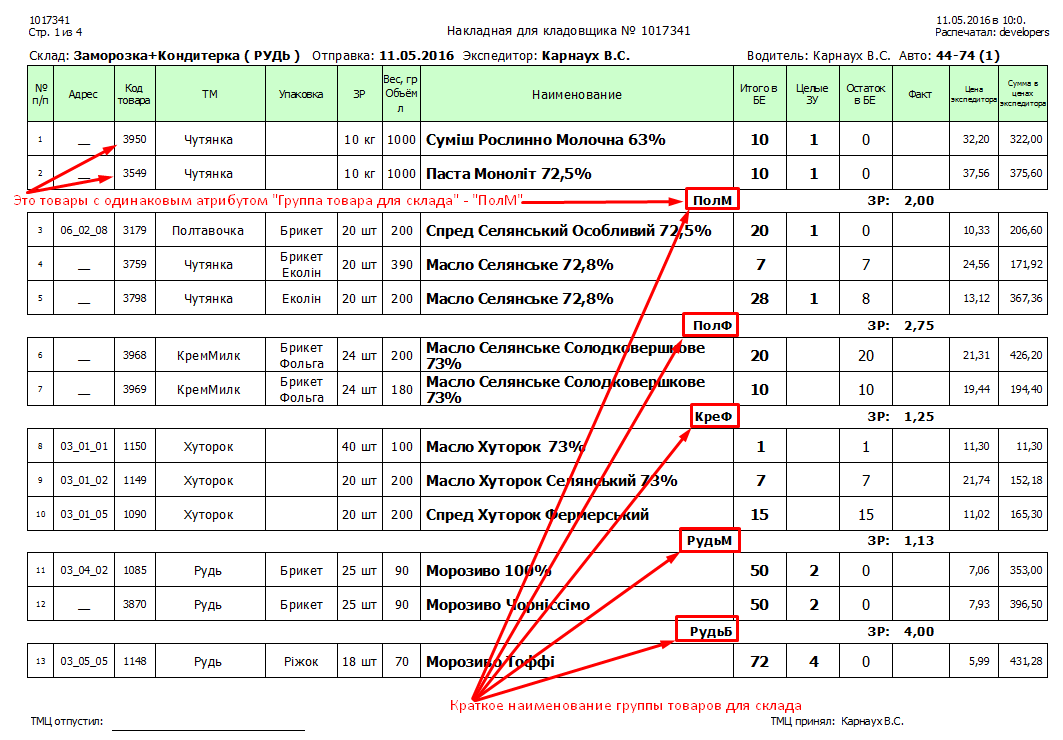 1017341
Стр. 1 из 4
Накладная для кладовщика № 1017341
11.05.2016 в 10:0.
Распечатал: developers
Склад: Заморозка+Кондитерка ( РУДЬ ) Отправка: 11.05.2016 Экспедитор: Карнаух В.С. Водитель: Карнаух В.С. Авто: 44-74 (1)
№ п/п Адрес Код товара ТМ Упаковка ЗР Вес, гр Объём л Наименование Итого в БЕ Целые ЗУ Остаток в БЕ Факт Цена экспедитора Сумма в ценах экспедитора
1 __ 3950 Чутянка 10 кг 1000 Суміш Рослинно Молочна 63% 10 1 0 32,20 322,00
2 __ 3549 Чутянка 10 кг 1000 Паста Моноліт 72,5% 10 1 0 37,56 375,60
Это товары с одинаковым атрибутом "Группа товара для склада" - "ПолМ"
ПолМ ЗР: 2,00
3 06_02_08 3179 Полтавочка Брикет 20 шт 200 Спред Селянський Особливий 72,5% 20 1 0 10,33 206,60
4 __ 3759 Чутянка Брикет Еколін 20 шт 390 Масло Селянське 72,8% 7 7 24,56 171,92
5 __ 3798 Чутянка Еколін 20 шт 200 Масло Селянське 72,8% 28 1 8 13,12 367,36
ПолФ ЗР: 2,75
6 __ 3968 КремМилк Брикет Фольга 24 шт 200 Масло Селянське Солодковершкове 73% 20 20 21,31 426,20
7 __ 3969 КремМилк Брикет Фольга 24 шт 180 Масло Селянське Солодковершкове 73% 10 10 19,44 194,40
КреФ ЗР: 1,25
8 03_01_01 1150 Хуторок 40 шт 100 Масло Хуторок 73% 1 1 11,30 11,30
9 03_01_02 1149 Хуторок 20 шт 200 Масло Хуторок Селянський 73% 7 7 21,74 152,18
10 03_01_05 1090 Хуторок 20 шт 200 Спред Хуторок Фермерський 15 15 11,02 165,30
РудьМ ЗР: 1,13
11 03_04_02 1085 Рудь Брикет 25 шт 90 Морозиво 100% 50 2 0 7,06 353,00
12 __ 3870 Рудь Брикет 25 шт 90 Морозиво Чорніссімо 50 2 0 7,93 396,50
РудьБ ЗР: 4,00
13 03_05_05 1148 Рудь Ріжок 18 шт 70 Морозиво Тоффі 72 4 0 5,99 431,28
Краткое наименование группы товаров для склада
ТМЦ отпустил: ТМЦ принял: Карнаух В.С.